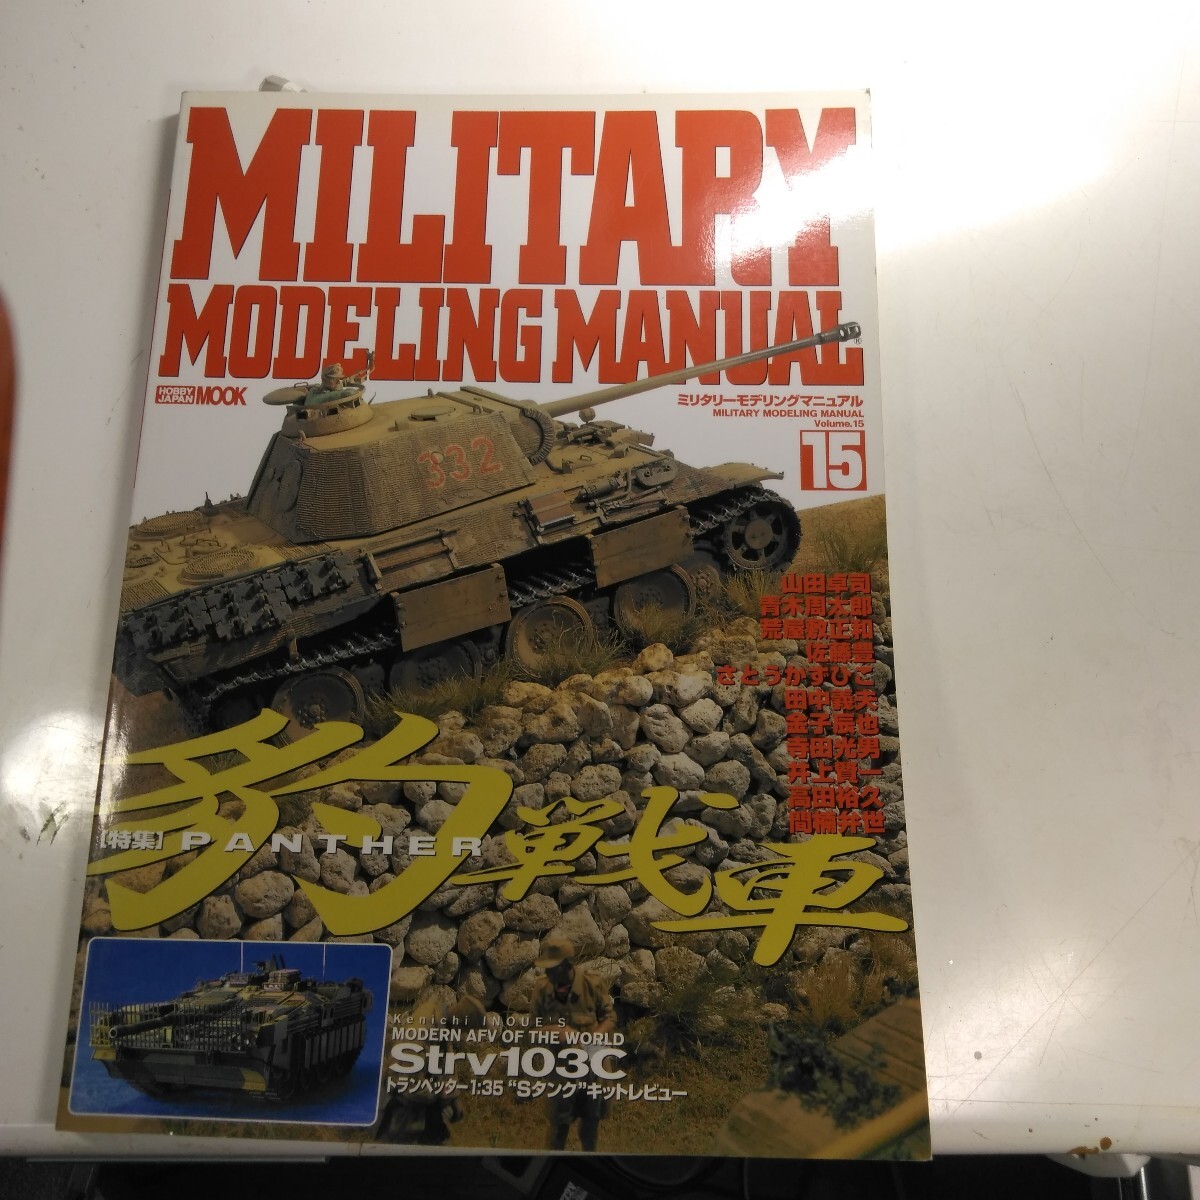 MILITARY
MODELING MANUAL
®
HOBBY JAPAN MOOK
ミリタリーモデリングマニュアル
MILITARY MODELING MANUAL
Volume.15
15
332
山田卓司
青木周太郎
荒屋敷正和
佐藤豊
さとうかずひこ
田中義夫
金子辰也
寺田光男
井上賢一
高田裕久
間桶弁世
豹戦車
[特集] PANTHER
Kenichi INOUE'S
MODERN AFV OF THE WORLD
Strv103C
トランペッター1:35 “Sタンク”キットレビュー